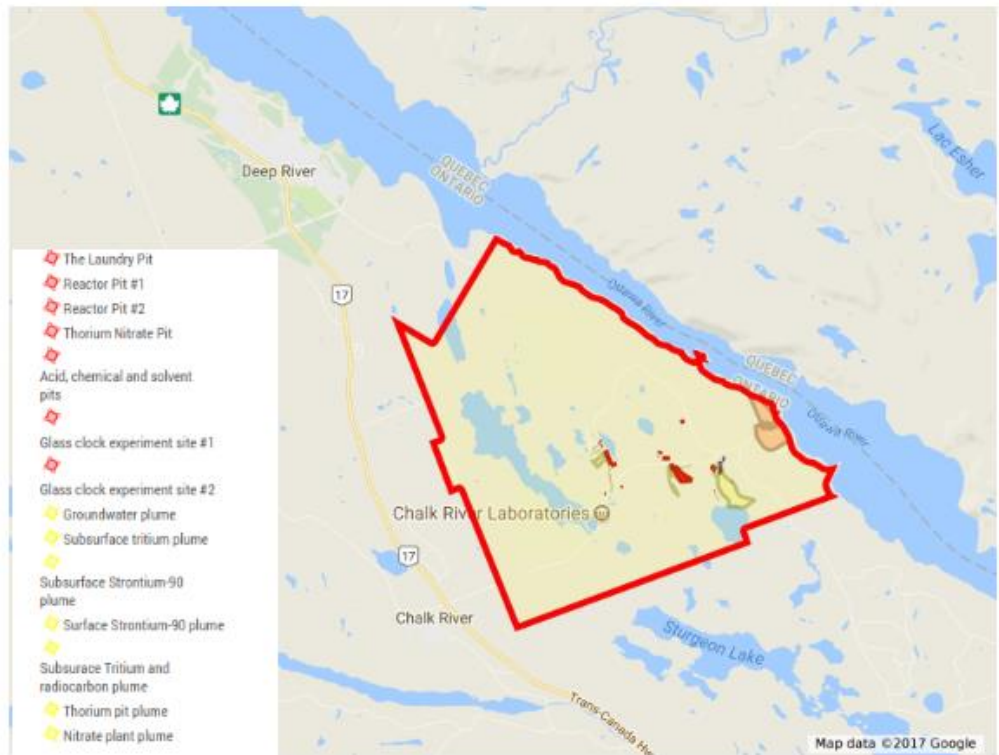 Lac Esher
QUEBEC
ONTARIO
Deep River
The Laundry Pit
Reactor Pit #1
Reactor Pit #2
Thorium Nitrate Pit
Acid, chemical and solvent
pits
Glass clock experiment site #1
Glass clock experiment site #2
Groundwater plume
Subsurface tritium plume
Subsurface Strontium-90
plume
Surface Strontium-90 plume
Subsurace Tritium and
radiocarbon plume
Thorium pit plume
Nitrate plant plume
17
Ottawa River
QUEBEC
ONTARIO
Ottawa River
Chalk River Laboratories
17
Chalk River
Sturgeon Lake
Trans-Canada Hwy
Map data ©2017 Google